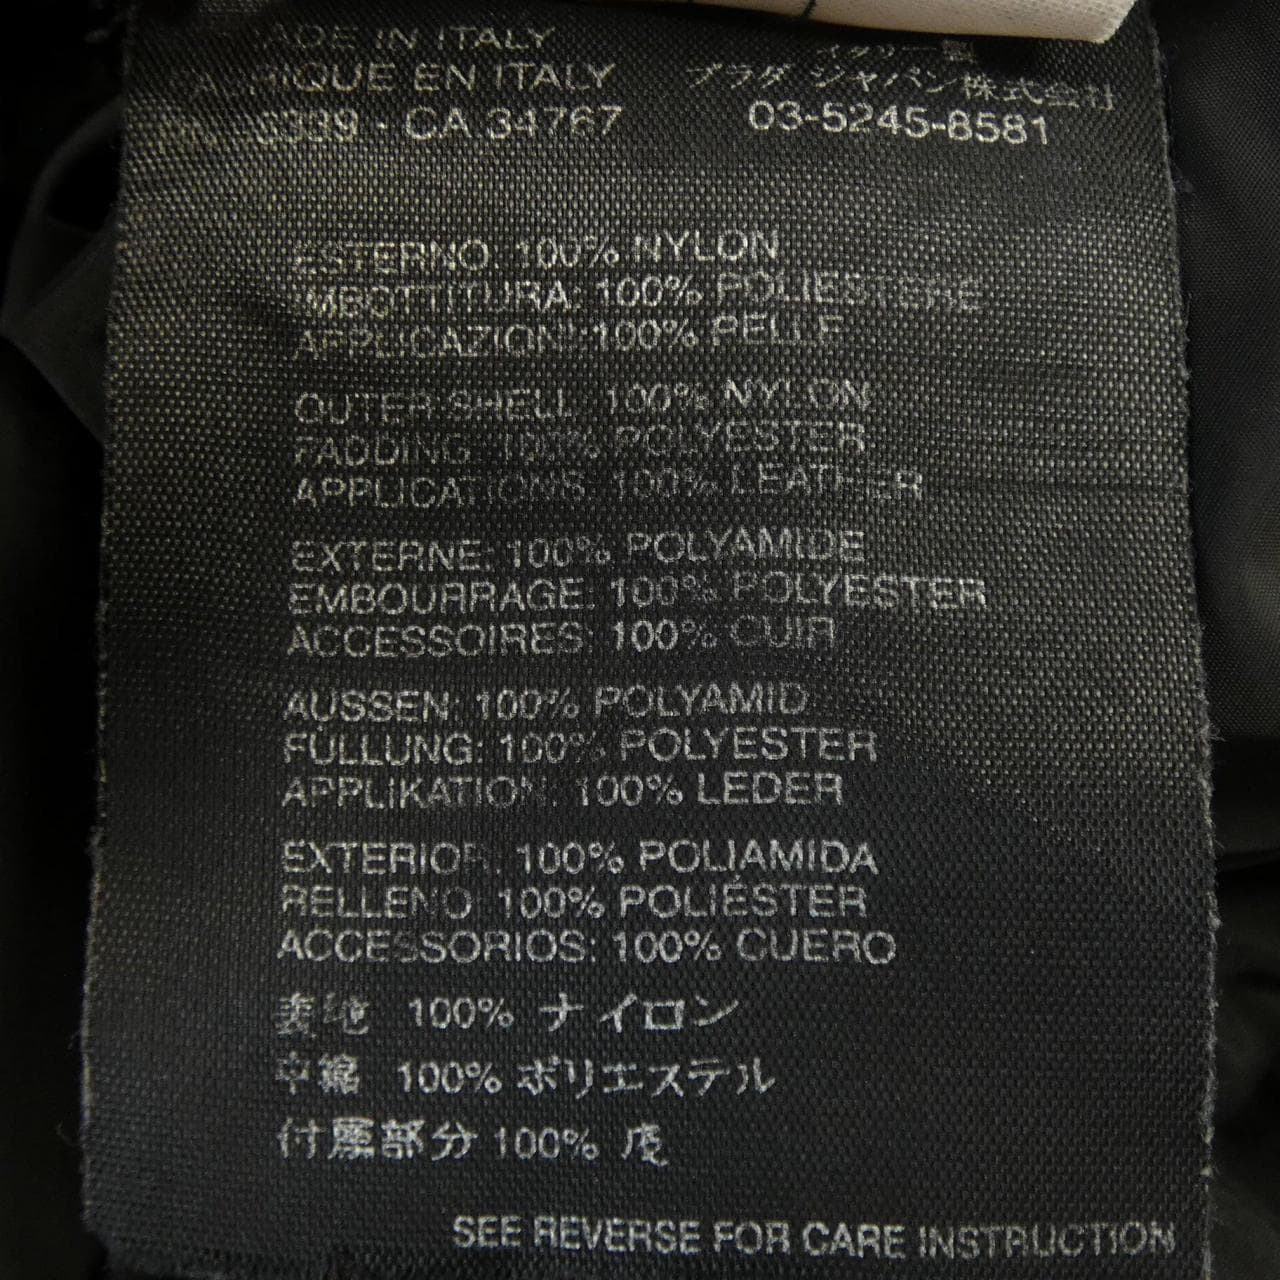 MADE IN ITALY
FABRIQUE EN ITALY
RN 6339 - CA 34767
イタリー製
プラダ ジャパン株式会社
03-5245-8581
ESTERNO: 100% NYLON
IMBOTTITURA: 100% POLIESTERE
APPLICAZIONI: 100% PELLE
OUTER SHELL: 100% NYLON
PADDING: 100% POLYESTER
APPLICATIONS: 100% LEATHER
EXTERNE: 100% POLYAMIDE
EMBOURRAGE: 100% POLYESTER
ACCESSOIRES: 100% CUIR
AUSSEN: 100% POLYAMID
FÜLLUNG: 100% POLYESTER
APPLIKATION: 100% LEDER
EXTERIOR: 100% POLIAMIDA
RELLENO: 100% POLIÉSTER
ACCESSORIOS: 100% CUERO
表地 100% ナイロン
中綿 100% ポリエステル
付属部分 100% 皮
SEE REVERSE FOR CARE INSTRUCTION